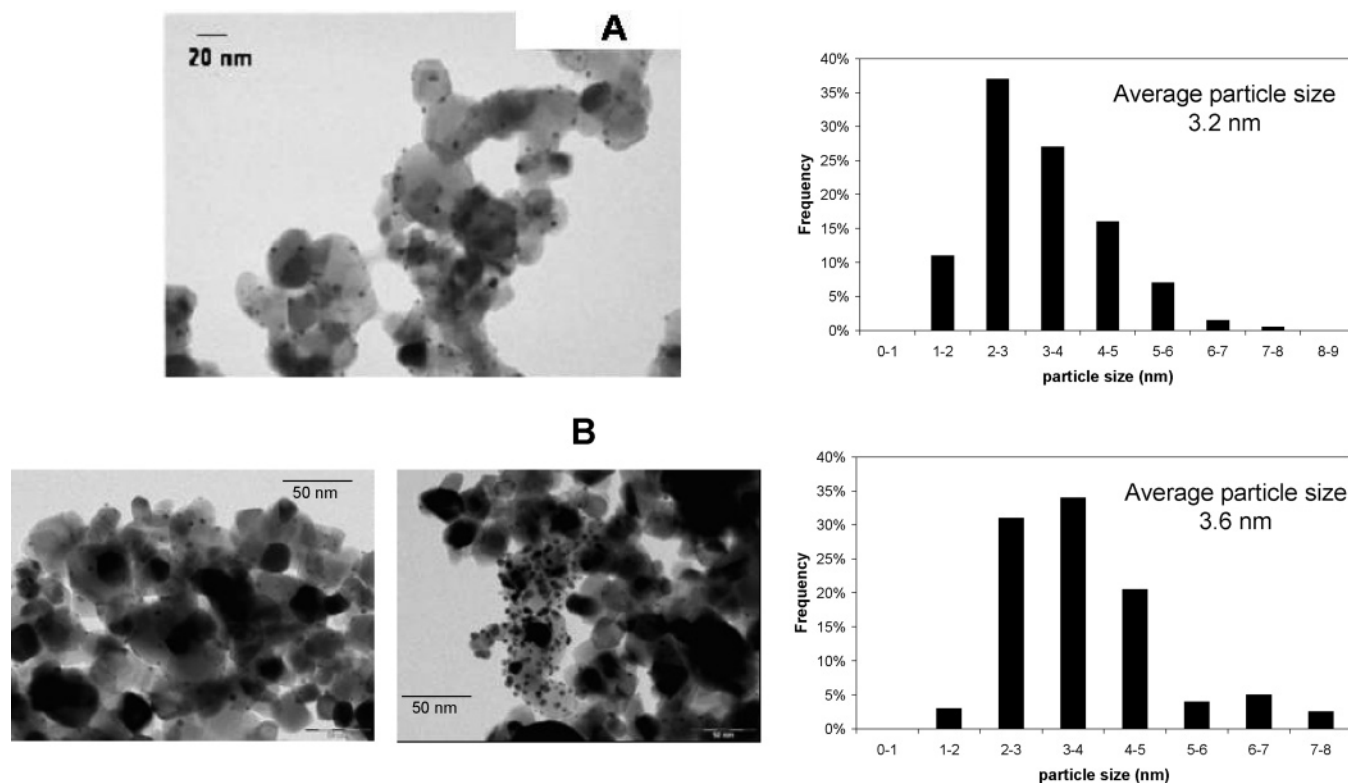 A
20 nm
Average particle size
3.2 nm
Frequency
40%
35%
30%
25%
20%
15%
10%
5%
0%
0-1 1-2 2-3 3-4 4-5 5-6 6-7 7-8 8-9
particle size (nm)
B
50 nm
50 nm
50 nm
Average particle size
3.6 nm
Frequency
40%
35%
30%
25%
20%
15%
10%
5%
0%
0-1 1-2 2-3 3-4 4-5 5-6 6-7 7-8
particle size (nm)